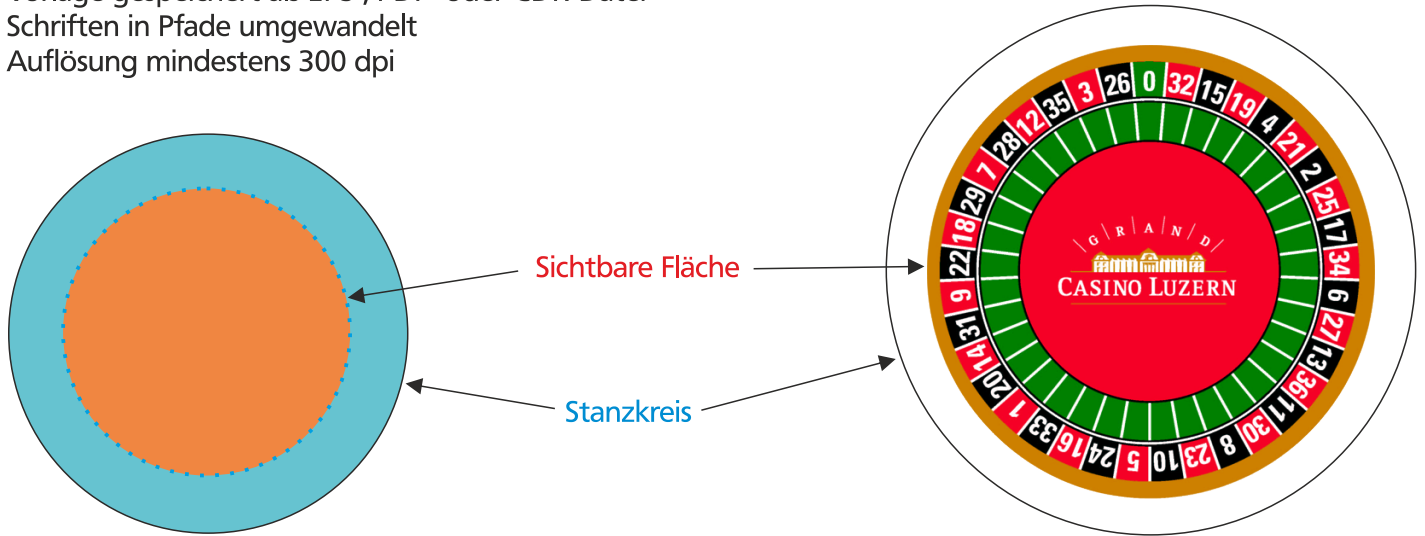 Schriften in Pfade umgewandelt
Auflösung mindestens 300 dpi
Sichtbare Fläche
Stanzkreis
0 32 15 19 4 21 2 25 17 34 6 27 13 36 11 30 8 23 10 5 24 16 33 1 20 14 31 9 22 18 29 7 28 12 35 3 26
GRAND
CASINO LUZERN